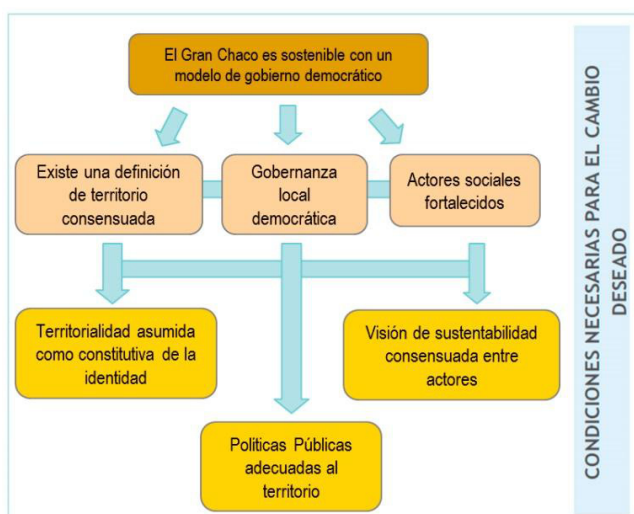 El Gran Chaco es sostenible con un
modelo de gobierno democrático
Existe una definición
de territorio
consensuada
Gobernanza
local
democrática
Actores sociales
fortalecidos
Territorialidad asumida
como constitutiva de la
identidad
Visión de sustentabilidad
consensuada entre
actores
Politicas Públicas
adecuadas al
territorio
CONDICIONES NECESARIAS PARA EL CAMBIO
DESEADO